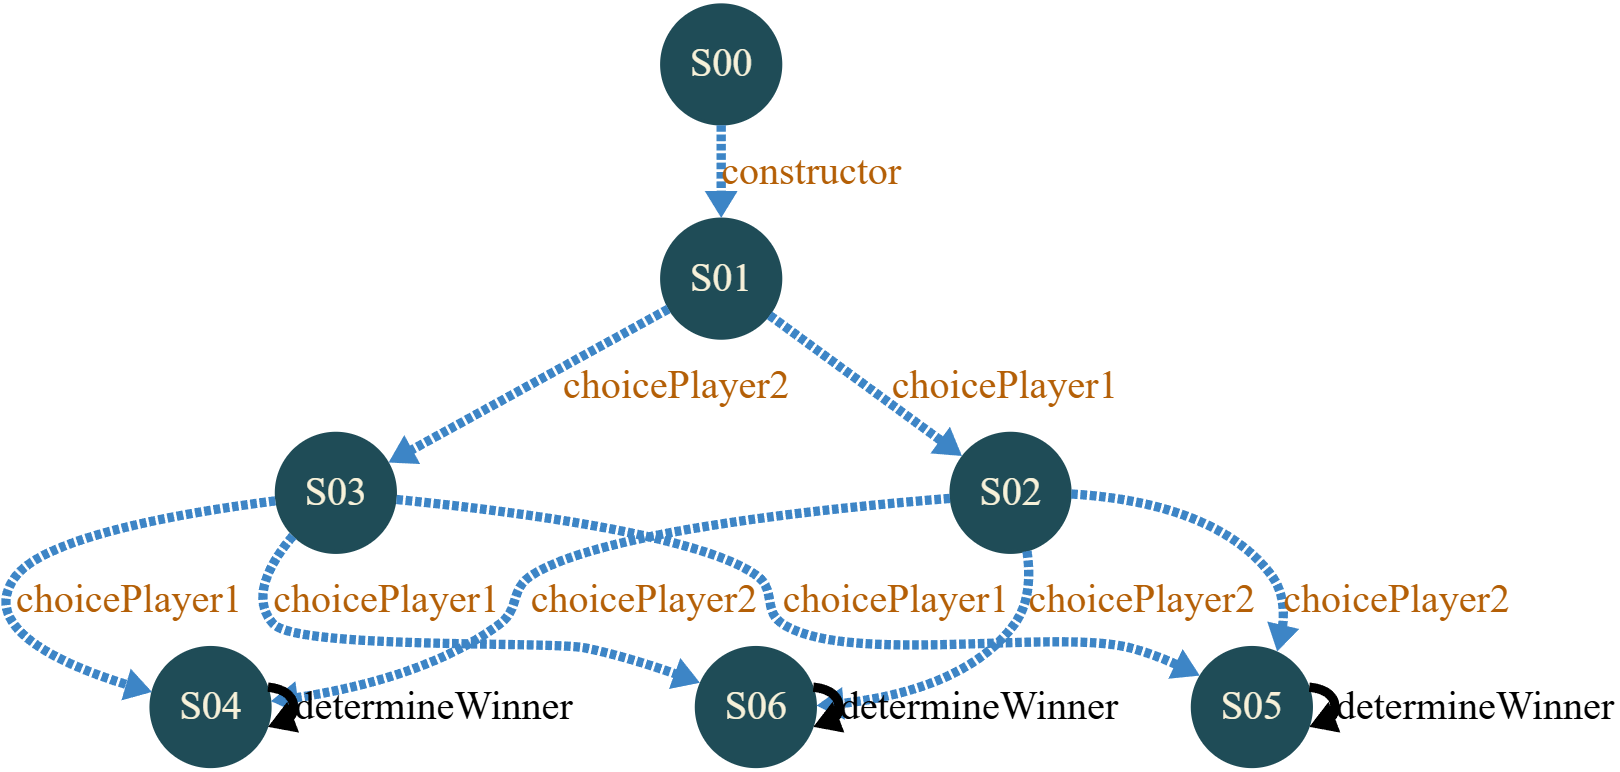 S00
constructor
S01
choicePlayer2
choicePlayer1
S03
S02
choicePlayer1
choicePlayer1
choicePlayer2
choicePlayer1
choicePlayer2
choicePlayer2
S04
determineWinner
S06
determineWinner
S05
determineWinner